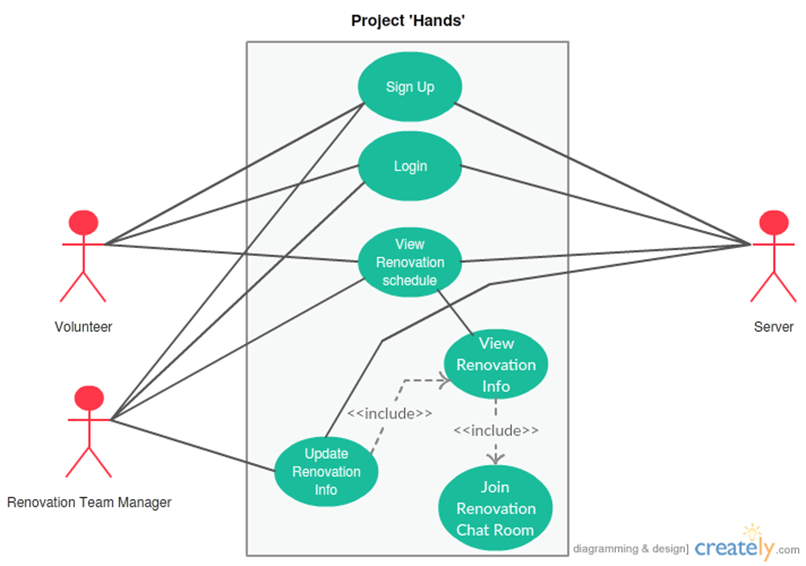 Project 'Hands'
Sign Up
Login
View
Renovation
schedule
Volunteer
Server
View
Renovation
Info
<<include>>
<<include>>
Update
Renovation
Info
Join
Renovation
Chat Room
Renovation Team Manager
diagramming & design] creately.com